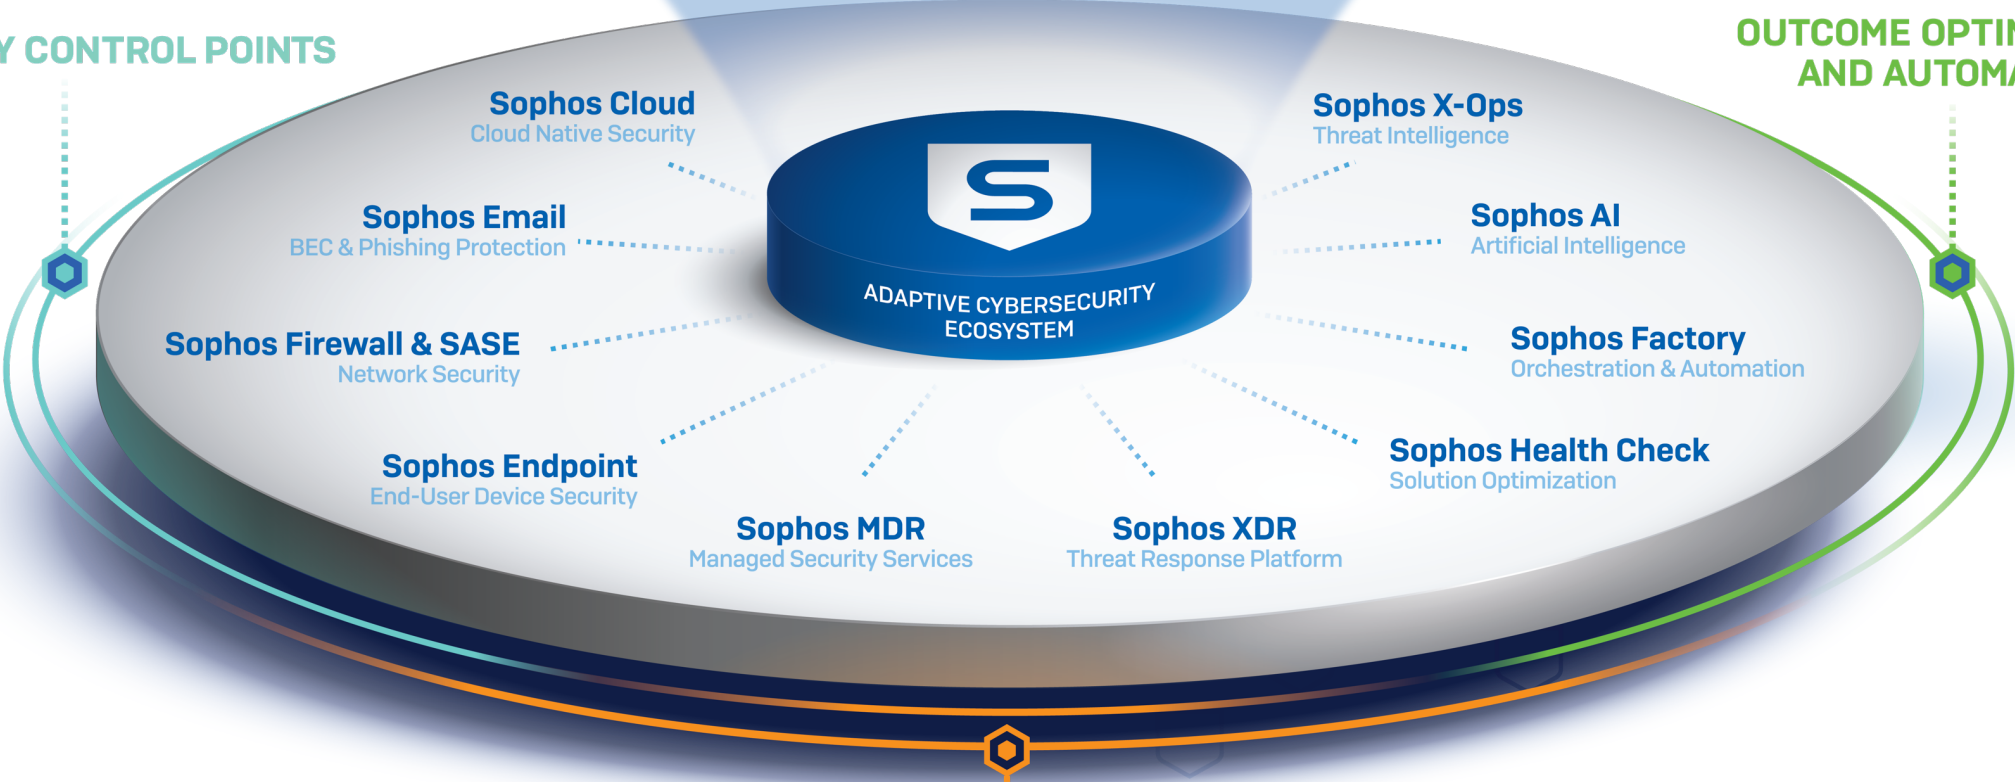 Y CONTROL POINTS
OUTCOME
AND
Sophos Cloud
Cloud Native Security
Sophos Email
BEC & Phishing Protection
Sophos Firewall & SASE
Network Security
Sophos Endpoint
End-User Device Security
Sophos MDR
Managed Security Services
Sophos XDR
Threat Response Platform
Sophos Health Check
Solution Optimization
Sophos Factory
Orchestration & Automation
Sophos AI
Artificial Intelligence
Sophos X-Ops
Threat Intelligence
S
ADAPTIVE CYBERSECURITY
ECOSYSTEM